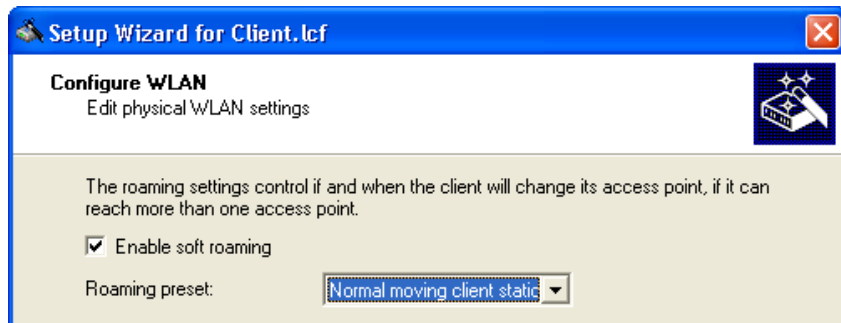 Setup Wizard for Client.lcf
Configure WLAN
Edit physical WLAN settings
The roaming settings control if and when the client will change its access point, if it can
reach more than one access point.
Enable soft roaming
Roaming preset: Normal moving client static